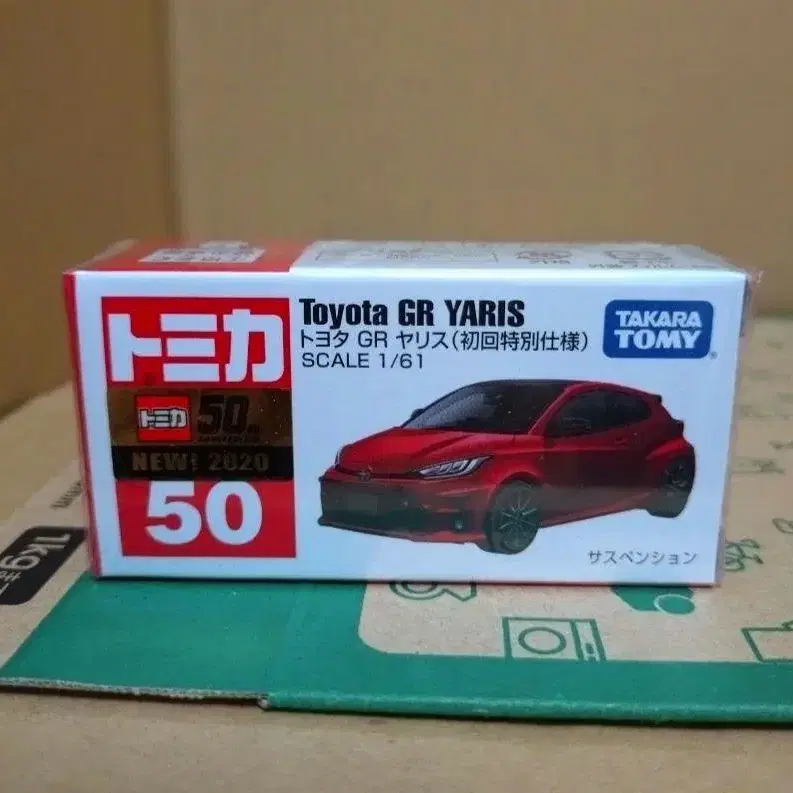 トミカ
Toyota GR YARIS
トヨタ GR ヤリス(初回特別仕様)
SCALE 1/61
TAKARA
TOMY
トミカ 50
NEW! 2020
50
サスペンション
1kg